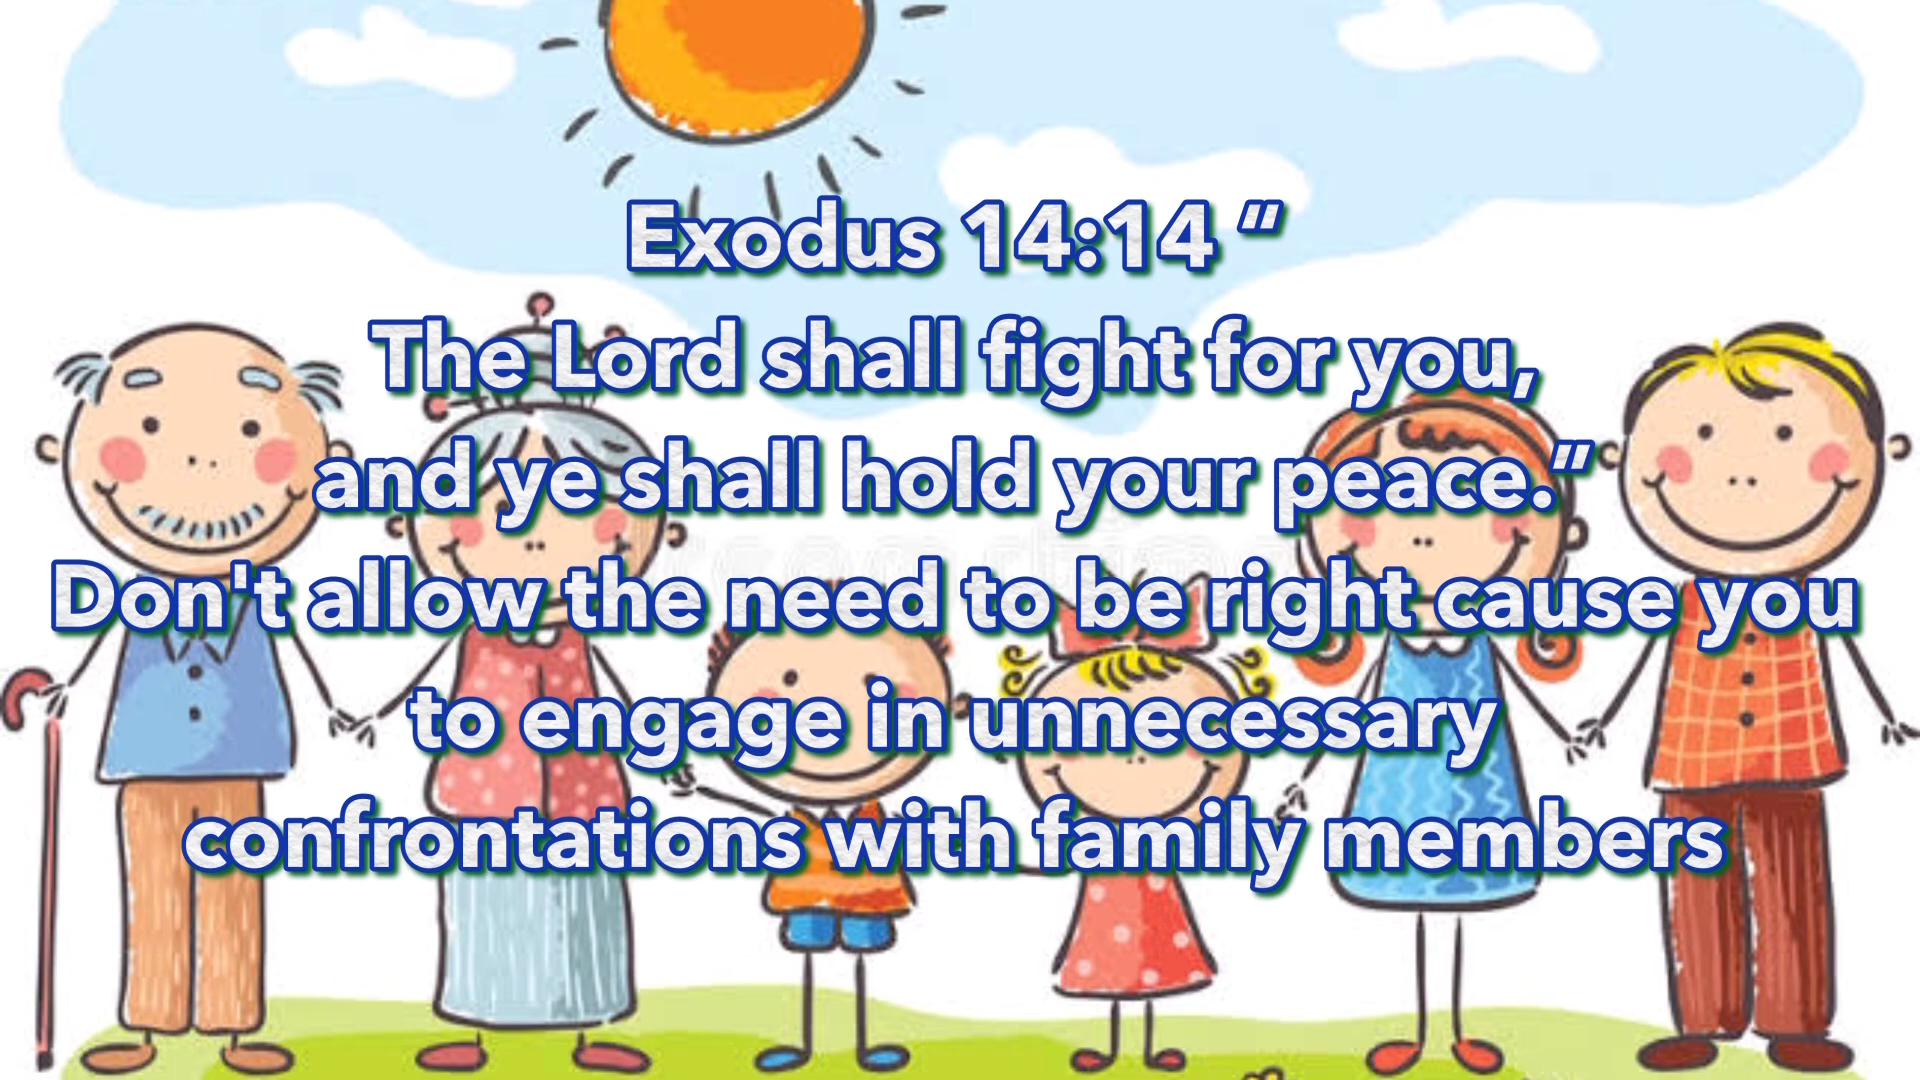 Exodus 14:14 "
The Lord shall fight for you,
and ye shall hold your peace."
Don't allow the need to be right cause you
to engage in unnecessary
confrontations with family members